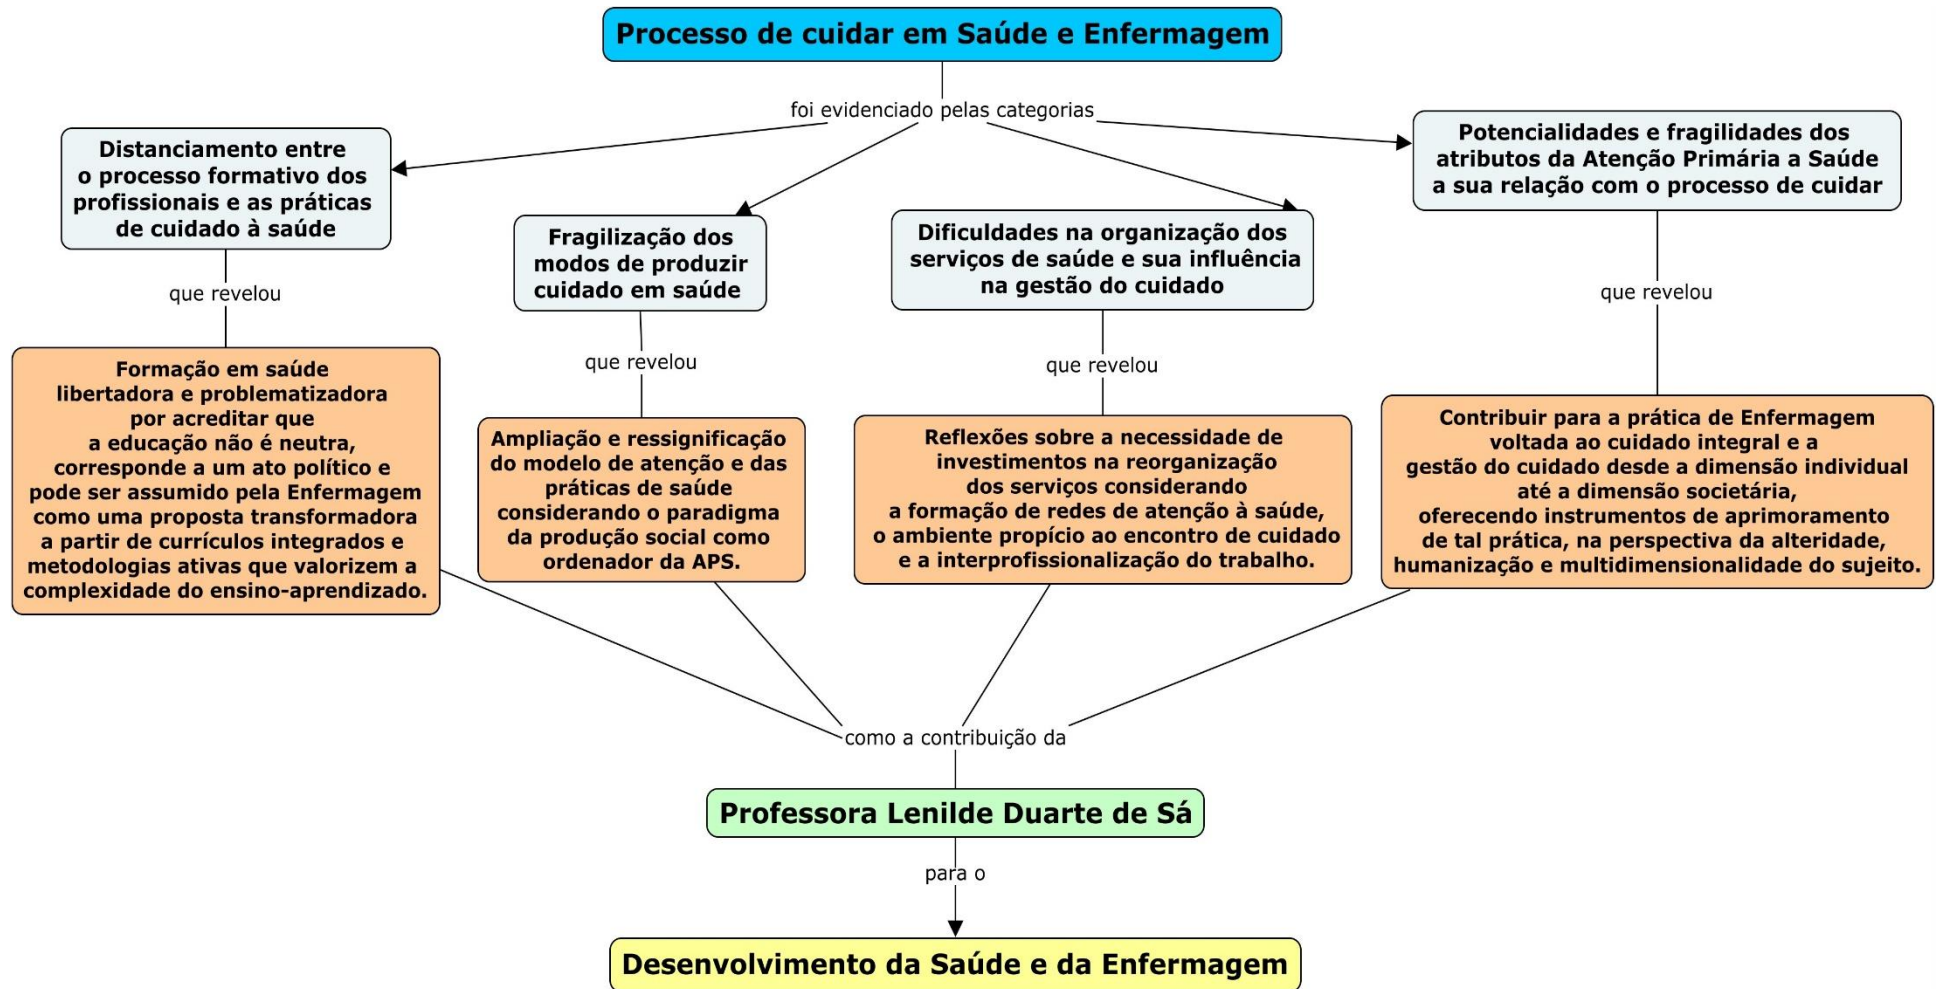 Processo de cuidar em Saúde e Enfermagem
foi evidenciado pelas categorias
Distanciamento entre
o processo formativo dos
profissionais e as práticas
de cuidado à saúde
Fragilização dos
modos de produzir
cuidado em saúde
Dificuldades na organização dos
serviços de saúde e sua influência
na gestão do cuidado
Potencialidades e fragilidades dos
atributos da Atenção Primária a Saúde
a sua relação com o processo de cuidar
que revelou
que revelou
que revelou
que revelou
Formação em saúde
libertadora e problematizadora
por acreditar que
a educação não é neutra,
corresponde a um ato político e
pode ser assumido pela Enfermagem
como uma proposta transformadora
a partir de currículos integrados e
metodologias ativas que valorizem a
complexidade do ensino-aprendizado.
Ampliação e ressignificação
do modelo de atenção e das
práticas de saúde
considerando o paradigma
da produção social como
ordenador da APS.
Reflexões sobre a necessidade de
investimentos na reorganização
dos serviços considerando
a formação de redes de atenção à saúde,
o ambiente propício ao encontro de cuidado
e a interprofissionalização do trabalho.
Contribuir para a prática de Enfermagem
voltada ao cuidado integral e a
gestão do cuidado desde a dimensão individual
até a dimensão societária,
oferecendo instrumentos de aprimoramento
de tal prática, na perspectiva da alteridade,
humanização e multidimensionalidade do sujeito.
como a contribuição da
Professora Lenilde Duarte de Sá
para o
Desenvolvimento da Saúde e da Enfermagem